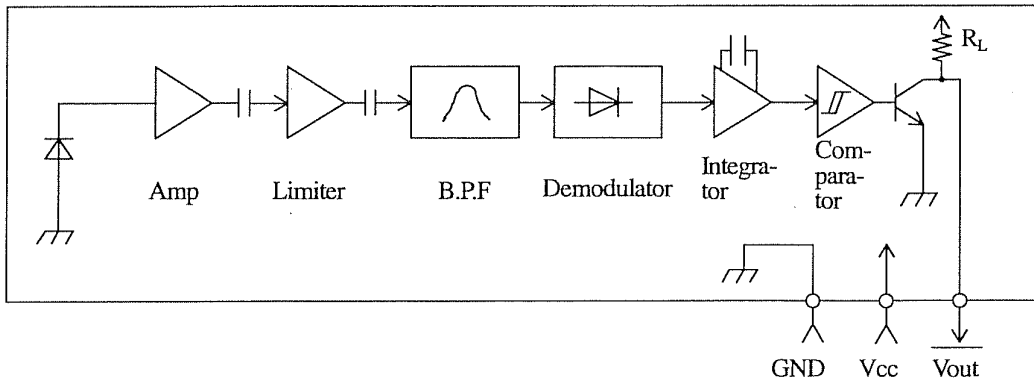 R_L
Amp
Limiter
B.P.F
Demodulator
Integra-
tor
Com-
para-
tor
GND
Vcc
Vout